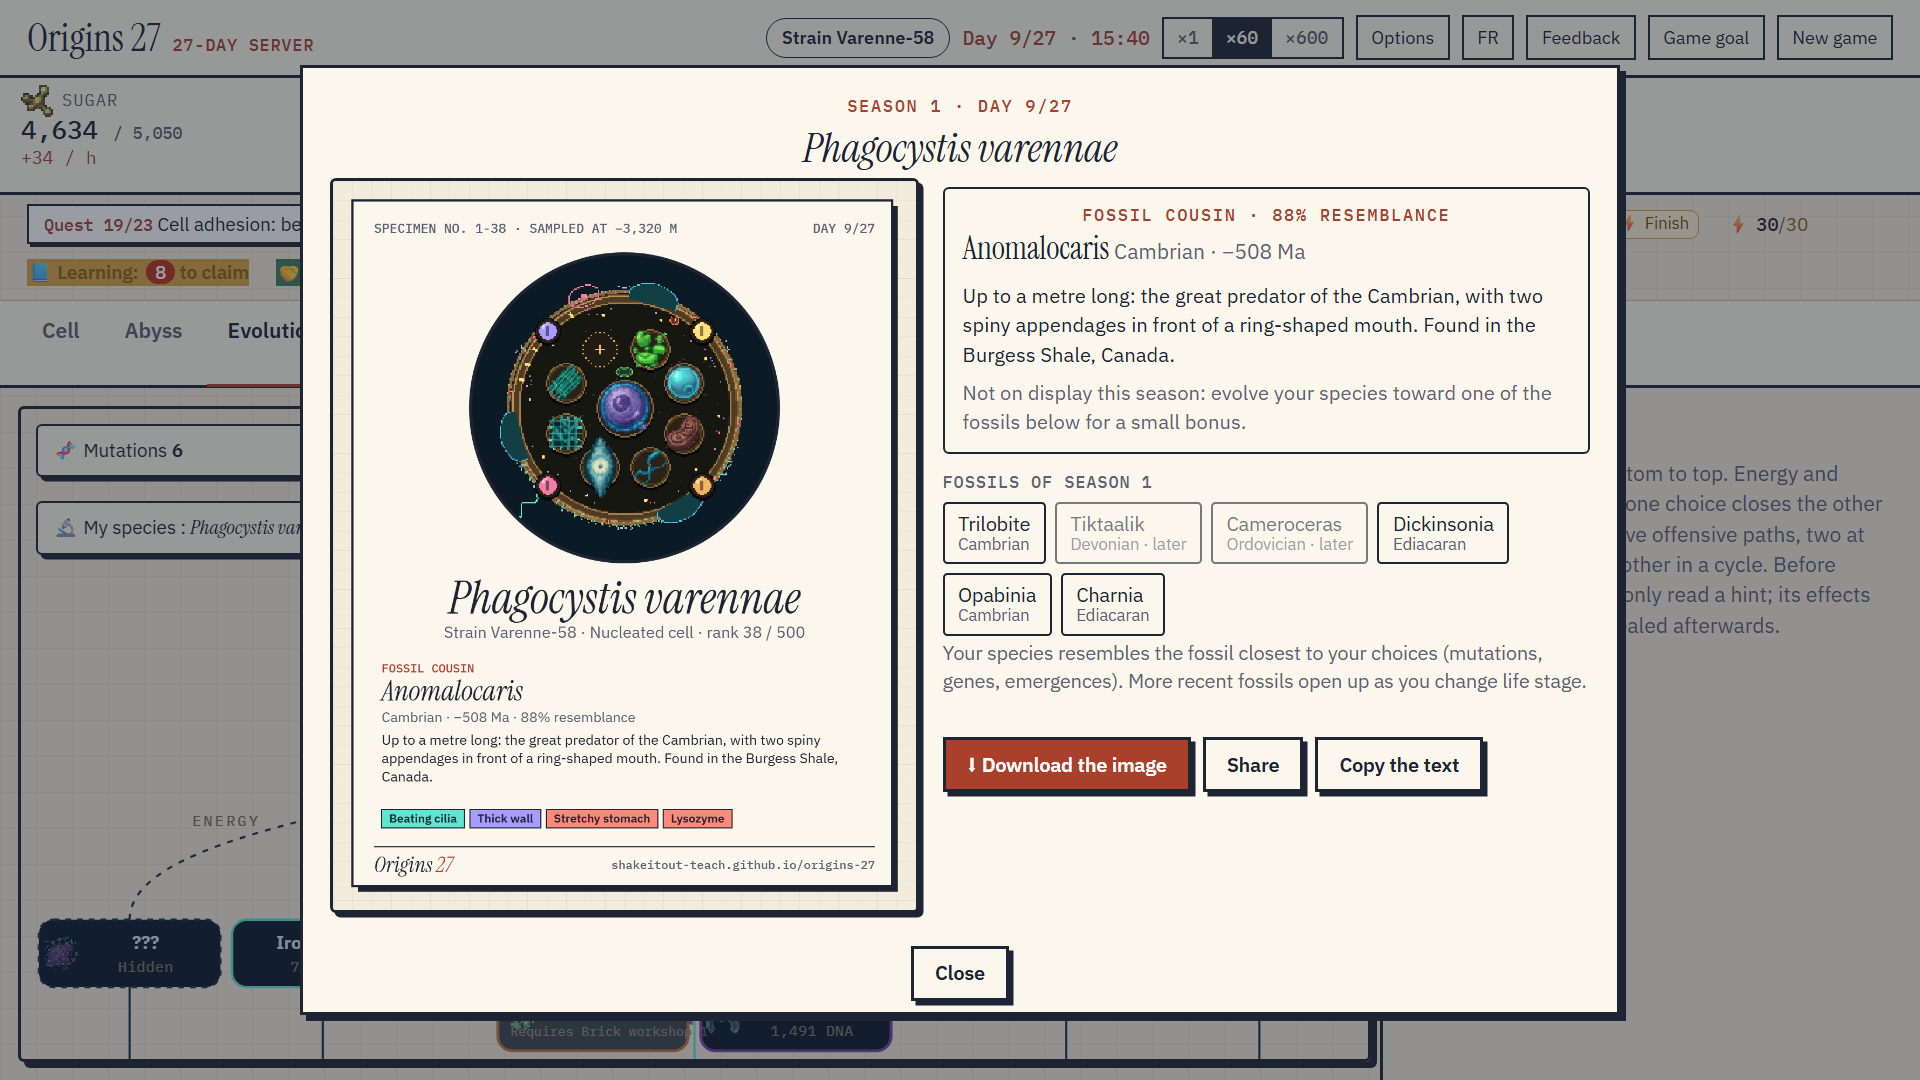 Origins 27 27-DAY SERVER
Strain Varenne-58
Day 9/27 · 15:40
×1 ×60 ×600
Options
FR
Feedback
Game goal
New game
SUGAR
4,634 / 5,050
+34 / h
Quest 19/23 Cell adhesion: be
Finish
30/30
Learning: 8 to claim
Cell
Abyss
Evolutio
Mutations 6
My species : Phagocystis var
ENERGY
???
Hidden
Iro
7
Requires Brick workshop
1,491 DNA
tom to top. Energy and
one choice closes the other
ve offensive paths, two at
other in a cycle. Before
only read a hint; its effects
aled afterwards.
SEASON 1 · DAY 9/27
Phagocystis varennae
SPECIMEN NO. 1-38 · SAMPLED AT −3,320 M
DAY 9/27
Phagocystis varennae
Strain Varenne-58 · Nucleated cell · rank 38 / 500
FOSSIL COUSIN
Anomalocaris
Cambrian · −508 Ma · 88% resemblance
Up to a metre long: the great predator of the Cambrian, with two spiny
appendages in front of a ring-shaped mouth. Found in the Burgess Shale,
Canada.
Beating cilia
Thick wall
Stretchy stomach
Lysozyme
Origins 27
shakeitout-teach.github.io/origins-27
FOSSIL COUSIN · 88% RESEMBLANCE
Anomalocaris Cambrian · −508 Ma
Up to a metre long: the great predator of the Cambrian, with two
spiny appendages in front of a ring-shaped mouth. Found in the
Burgess Shale, Canada.
Not on display this season: evolve your species toward one of the
fossils below for a small bonus.
FOSSILS OF SEASON 1
Trilobite
Cambrian
Tiktaalik
Devonian · later
Cameroceras
Ordovician · later
Dickinsonia
Ediacaran
Opabinia
Cambrian
Charnia
Ediacaran
Your species resembles the fossil closest to your choices (mutations,
genes, emergences). More recent fossils open up as you change life stage.
⬇ Download the image
Share
Copy the text
Close